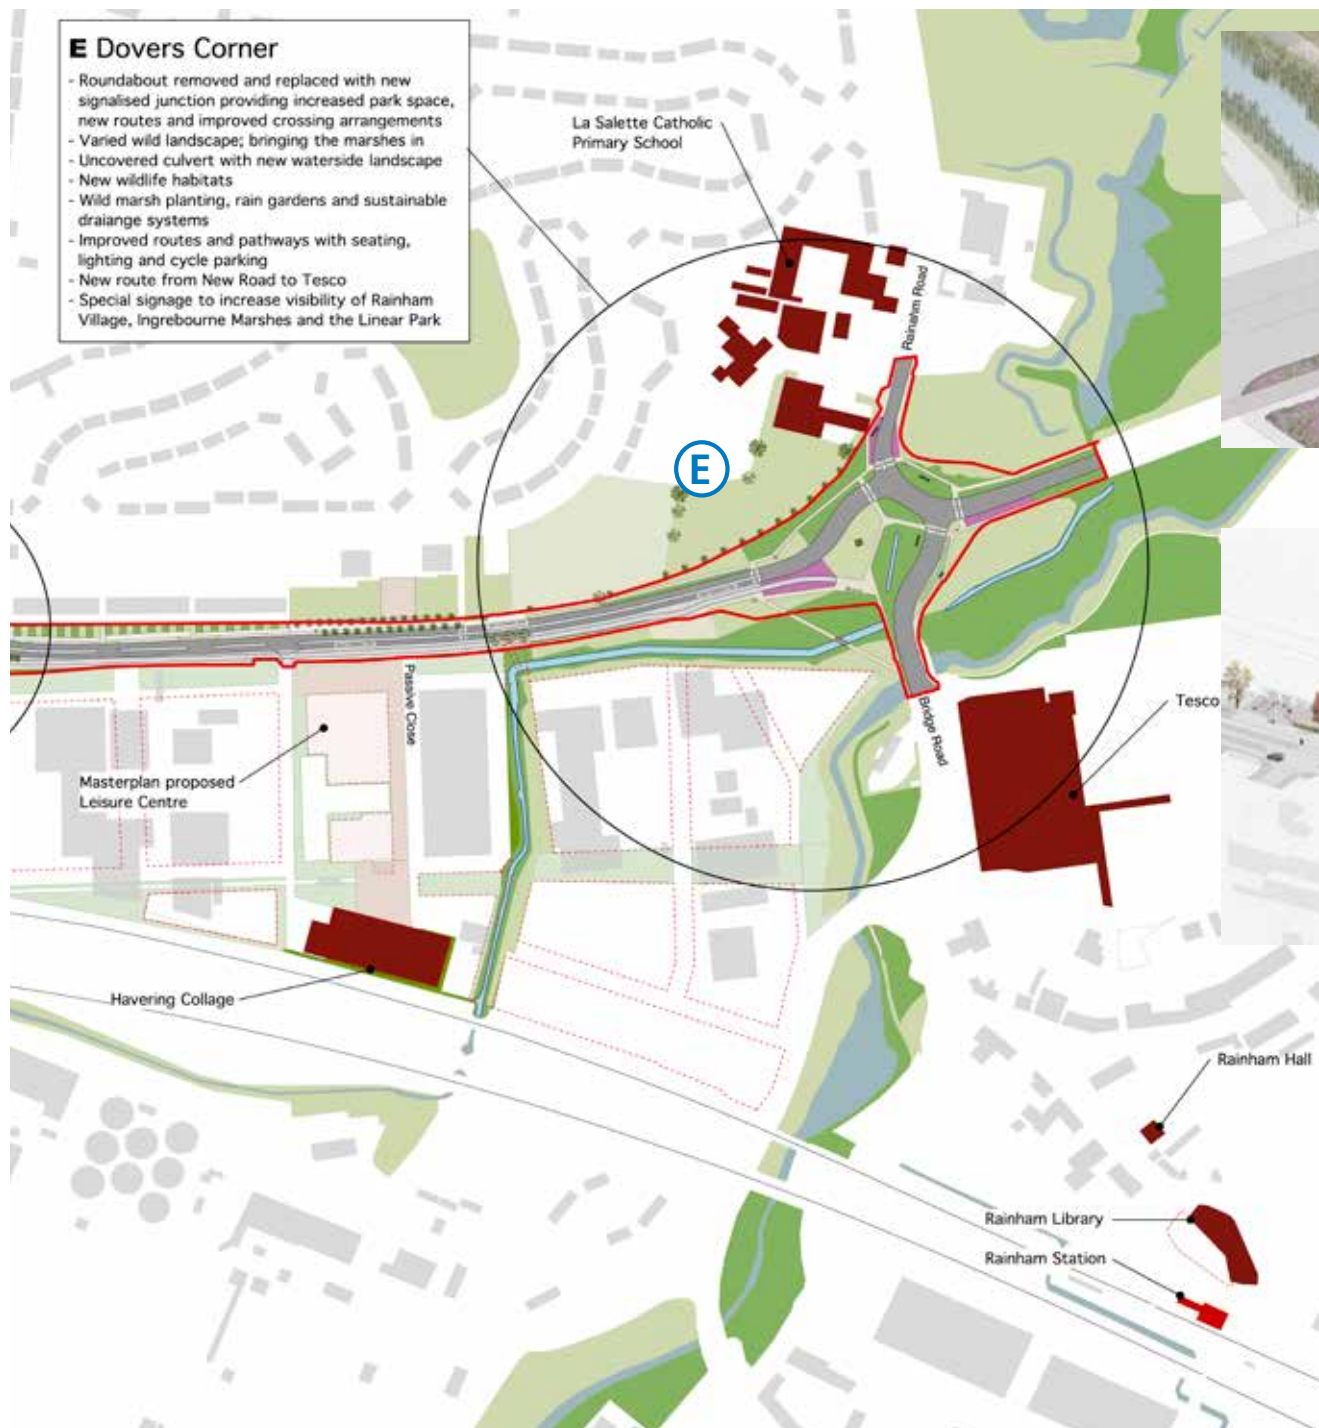 E Dovers Corner
- Roundabout removed and replaced with new
signalised junction providing increased park space,
new routes and improved crossing arrangements
- Varied wild landscape; bringing the marshes in
- Uncovered culvert with new waterside landscape
- New wildlife habitats
- Wild marsh planting, rain gardens and sustainable
draiange systems
- Improved routes and pathways with seating,
lighting and cycle parking
- New route from New Road to Tesco
- Special signage to increase visibility of Rainham
Village, Ingrebourne Marshes and the Linear Park
La Salette Catholic
Primary School
Rainahm Road
E
Passive Close
Bridge Road
Tesco
Masterplan proposed
Leisure Centre
Havering Collage
Rainham Hall
Rainham Library
Rainham Station